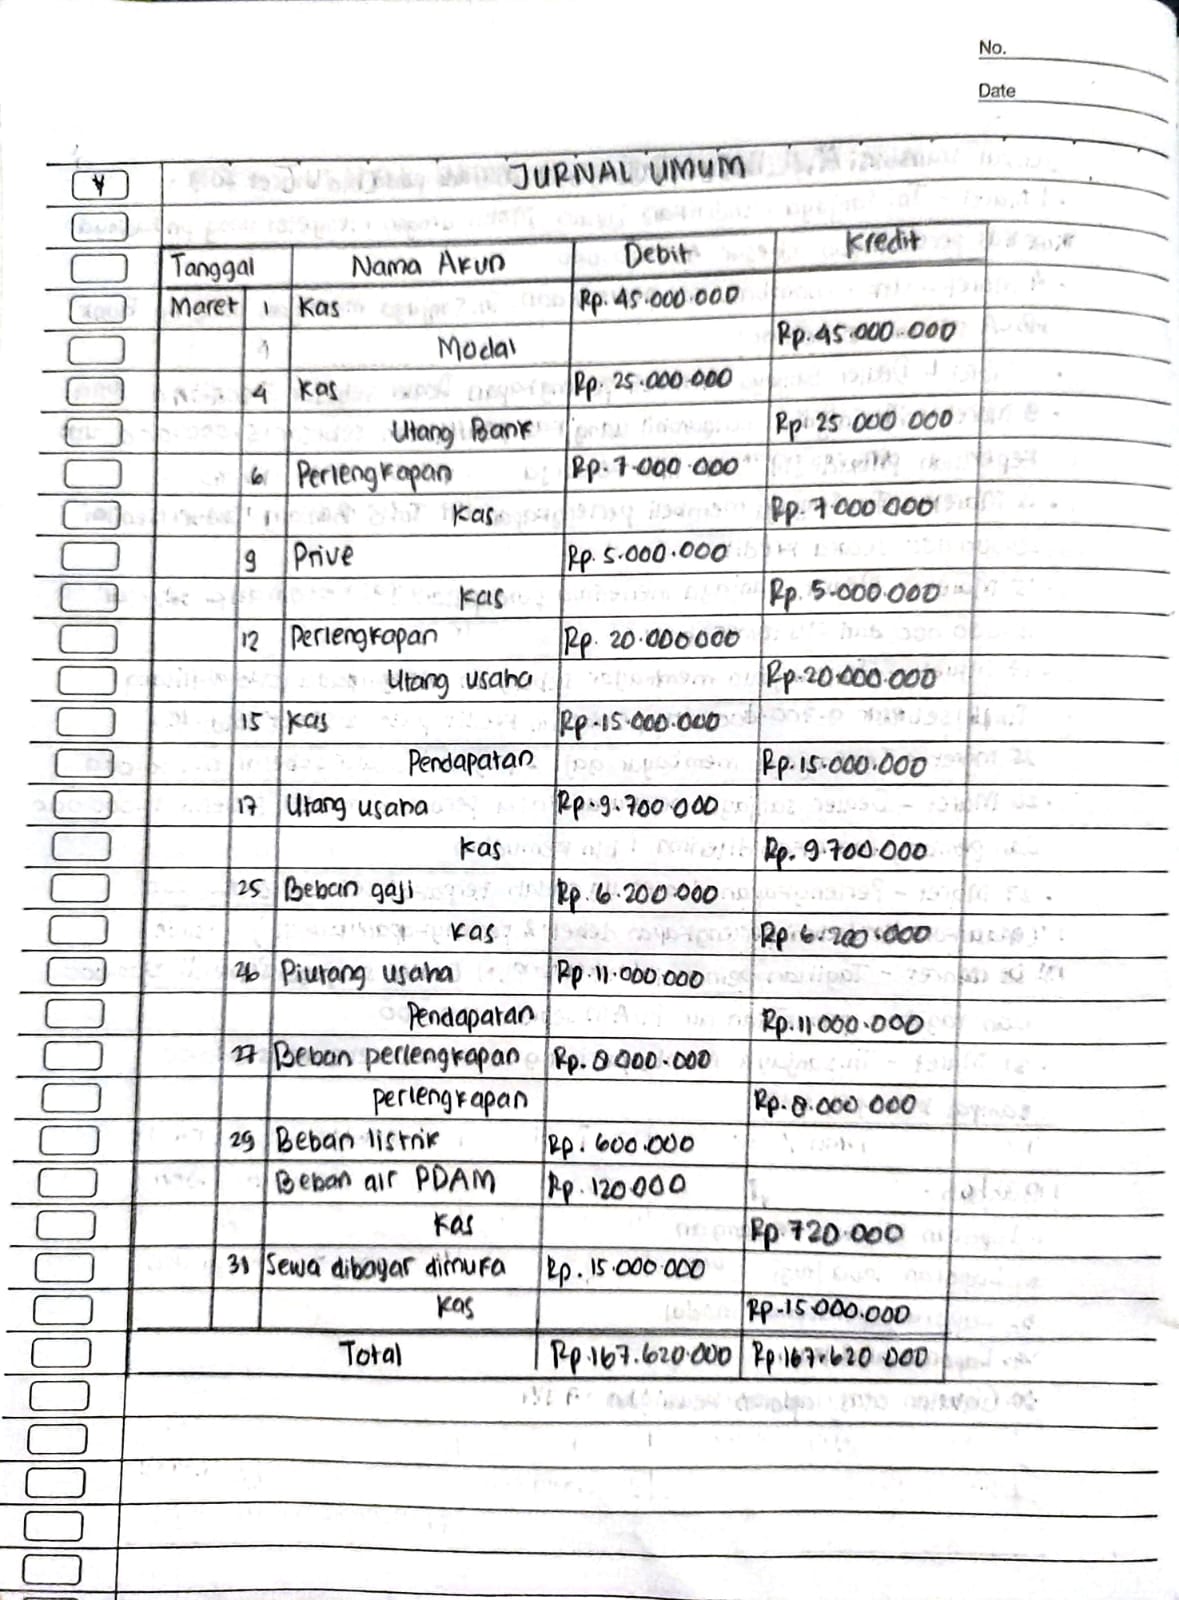 No.
Date
JURNAL UMUM
Tanggal Nama Akun Debit Kredit
Maret 1 Kas Rp. 45.000.000
Modal Rp. 45.000.000
4 Kas Rp. 25.000.000
Utang Bank Rp. 25 000 000
6 Perlengkapan Rp. 7.000.000
Kas Rp. 7 000 000
9 Prive Rp. 5.000.000
Kas Rp. 5.000.000
12 Perlengkapan Rp. 20.000000
Utang usaha Rp.20.000.000
15 Kas Rp.15.000.000
Pendapatan Rp.15.000.000
17 Utang usaha Rp.9.700 000
Kas Rp. 9.700.000
25 Beban gaji Rp. 6.200.000
Kas Rp 6.200.000
26 Piutang usaha Rp.11.000.000
Pendapatan Rp.11 000.000
27 Beban perlengkapan Rp. 8 000.000
perlengkapan Rp.8.000 000
29 Beban listrik Rp. 600.000
Beban air PDAM Rp. 120.000
Kas Rp 720.000
31 Sewa dibayar dimuka Rp. 15.000.000
Kas Rp.15.000.000
Total Rp.167.620.000 Rp.167.620.000